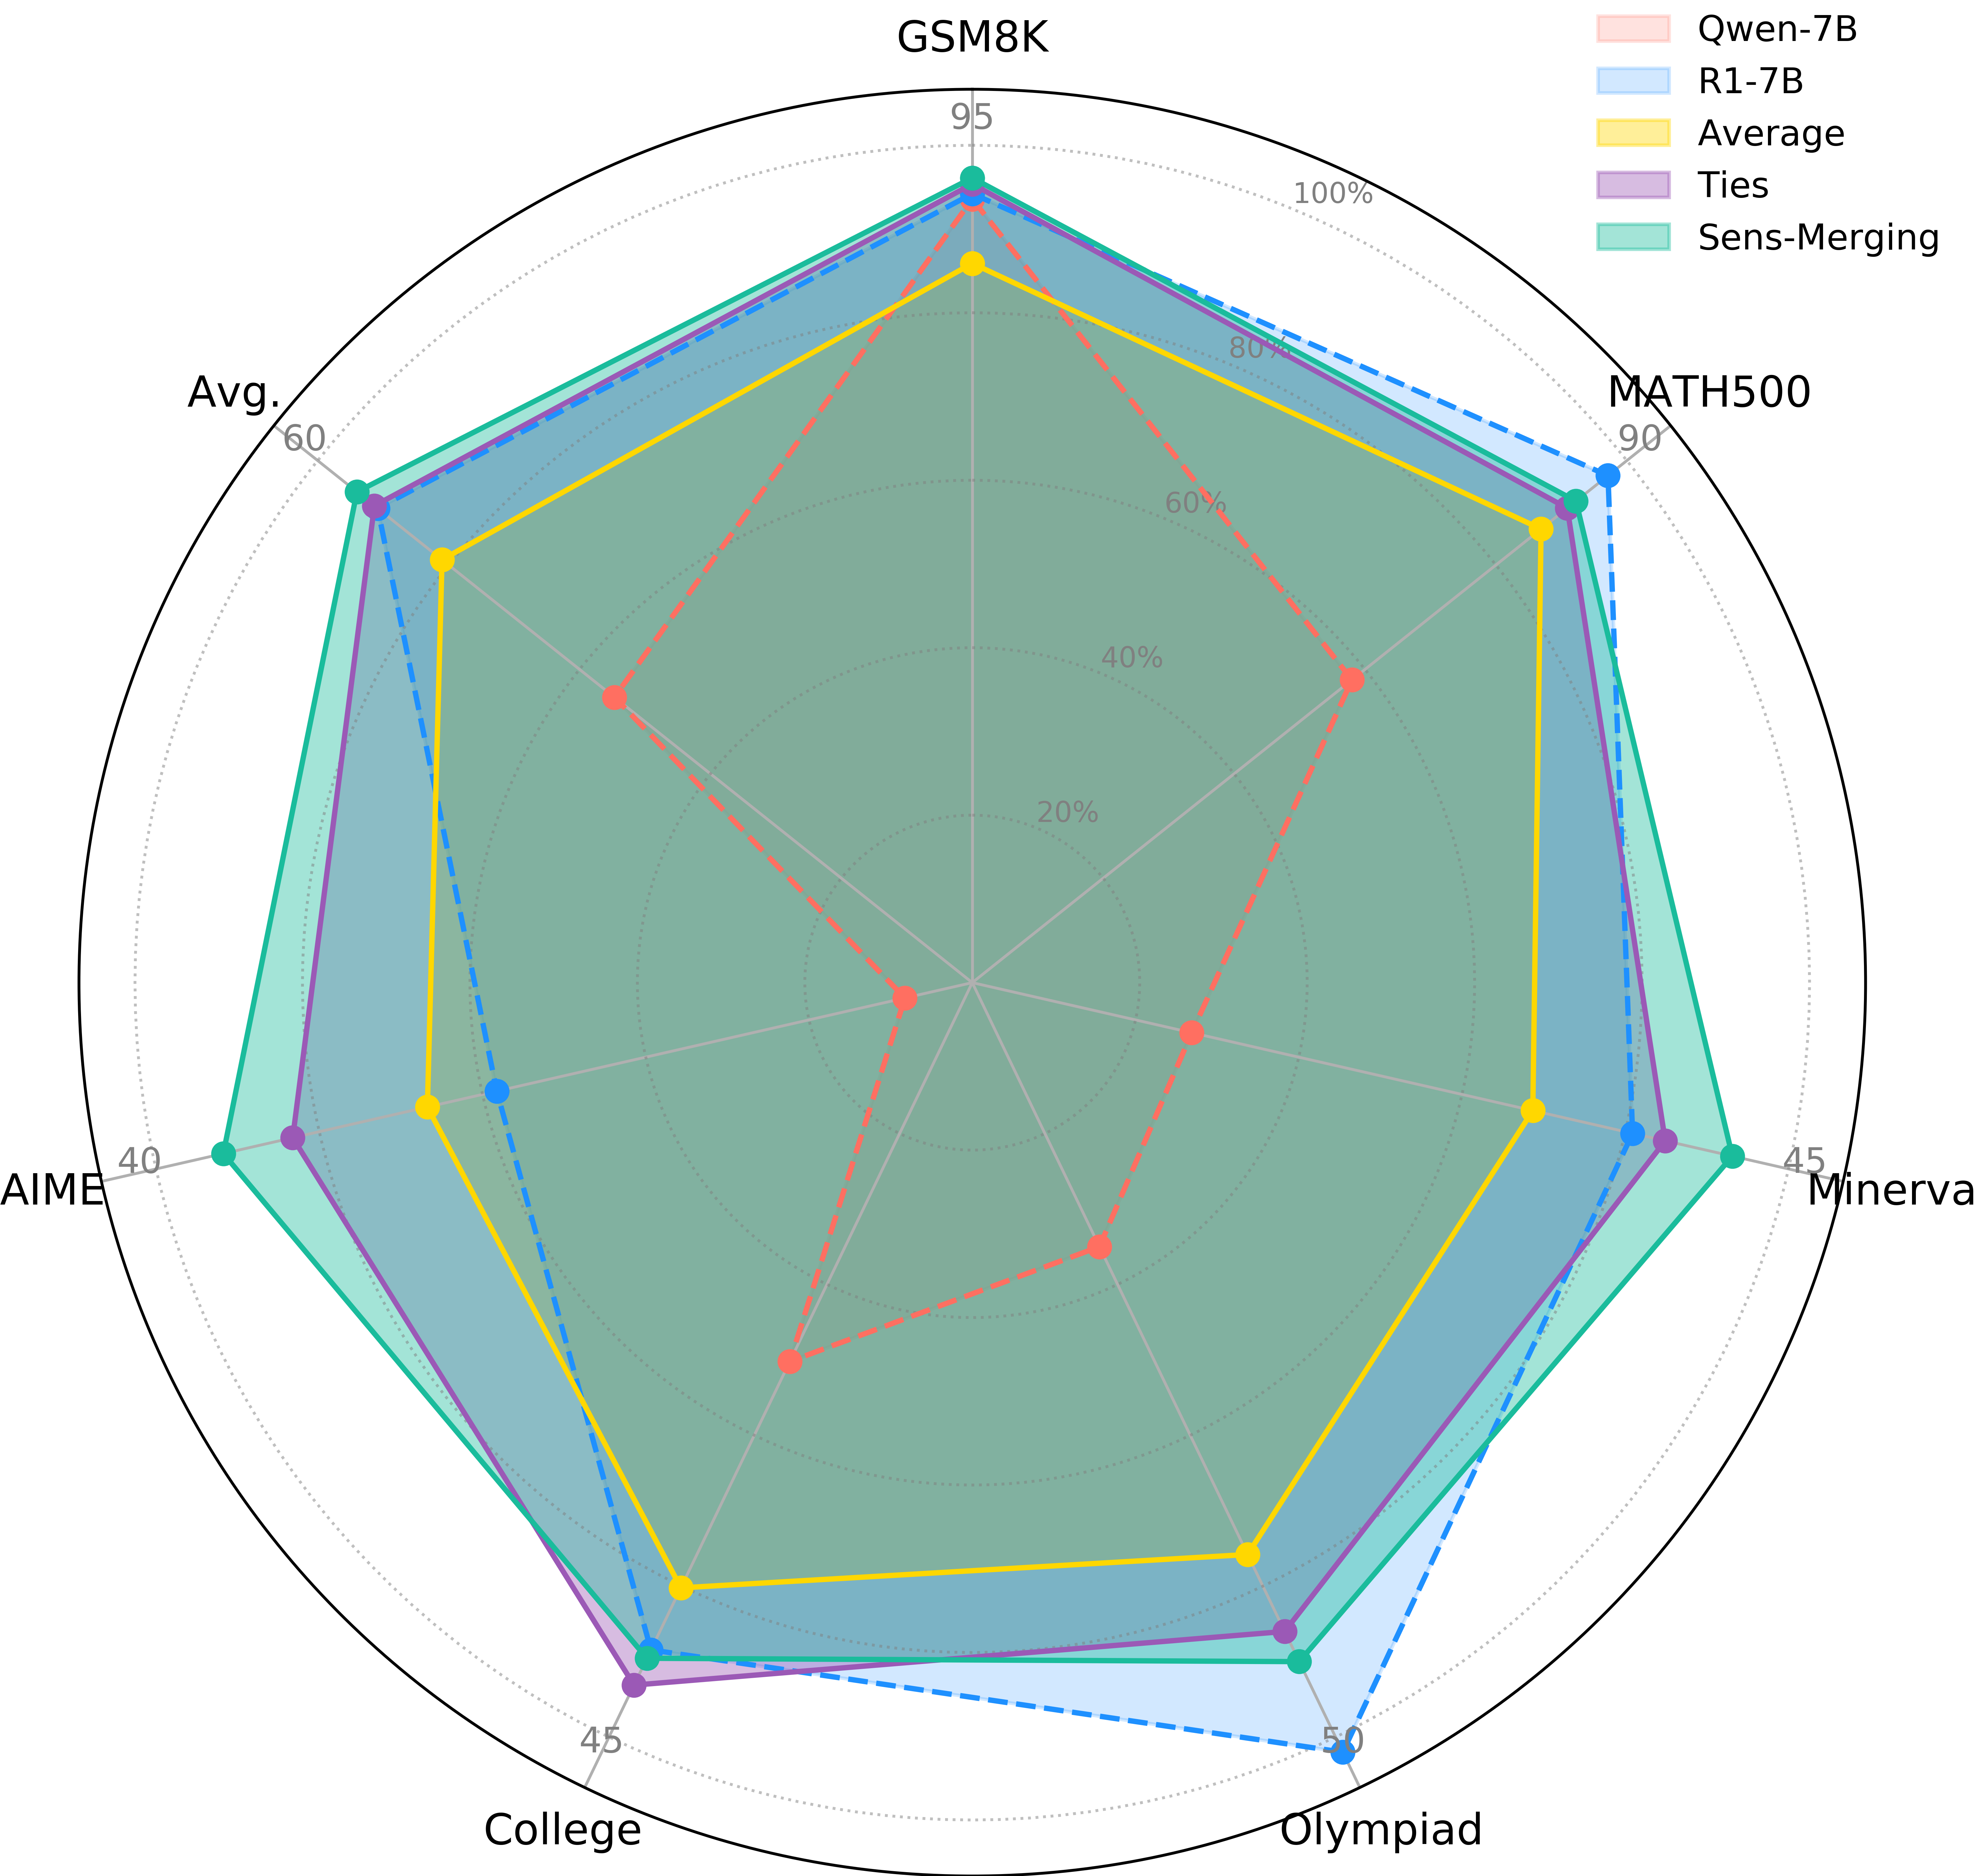 GSM8K
Qwen-7B
R1-7B
Average
Ties
Sens-Merging
95
100%
80%
60%
40%
20%
MATH500
90
Avg.
60
AIME
40
Minerva
45
College
45
Olympiad
50